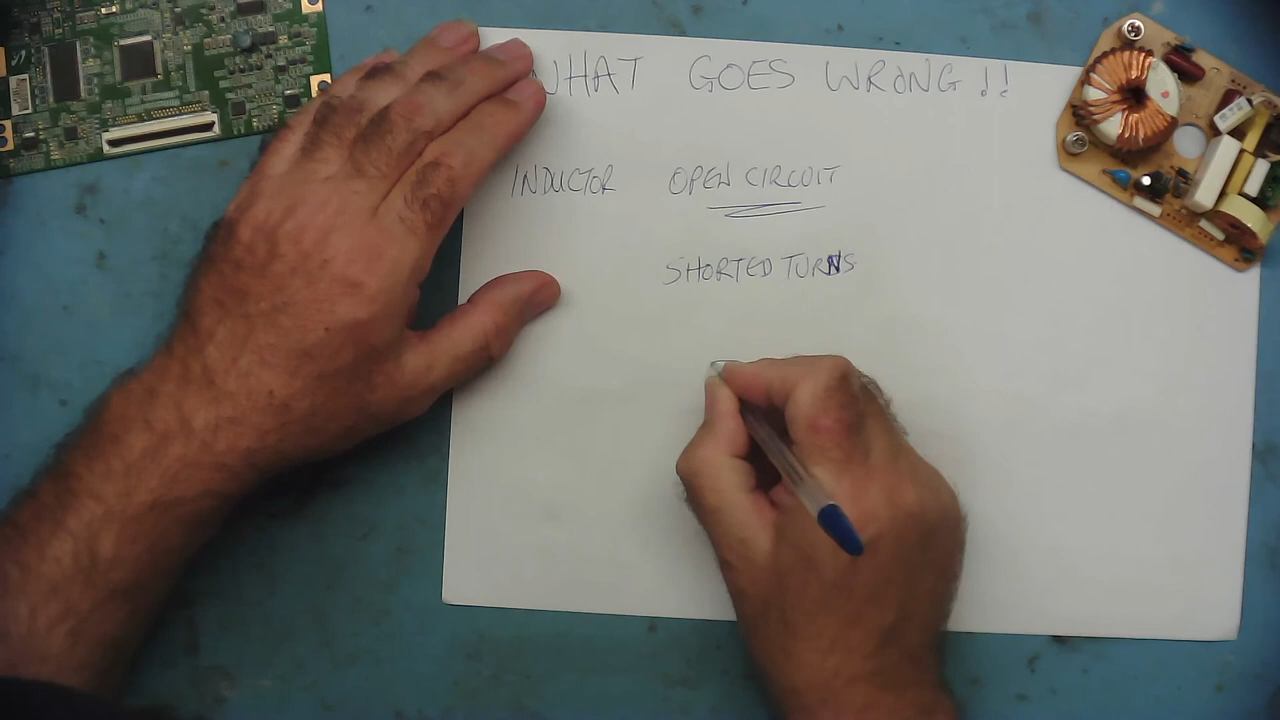 WHAT GOES WRONG !!
INDUCTOR OPEN CIRCUIT
SHORTED TURNS